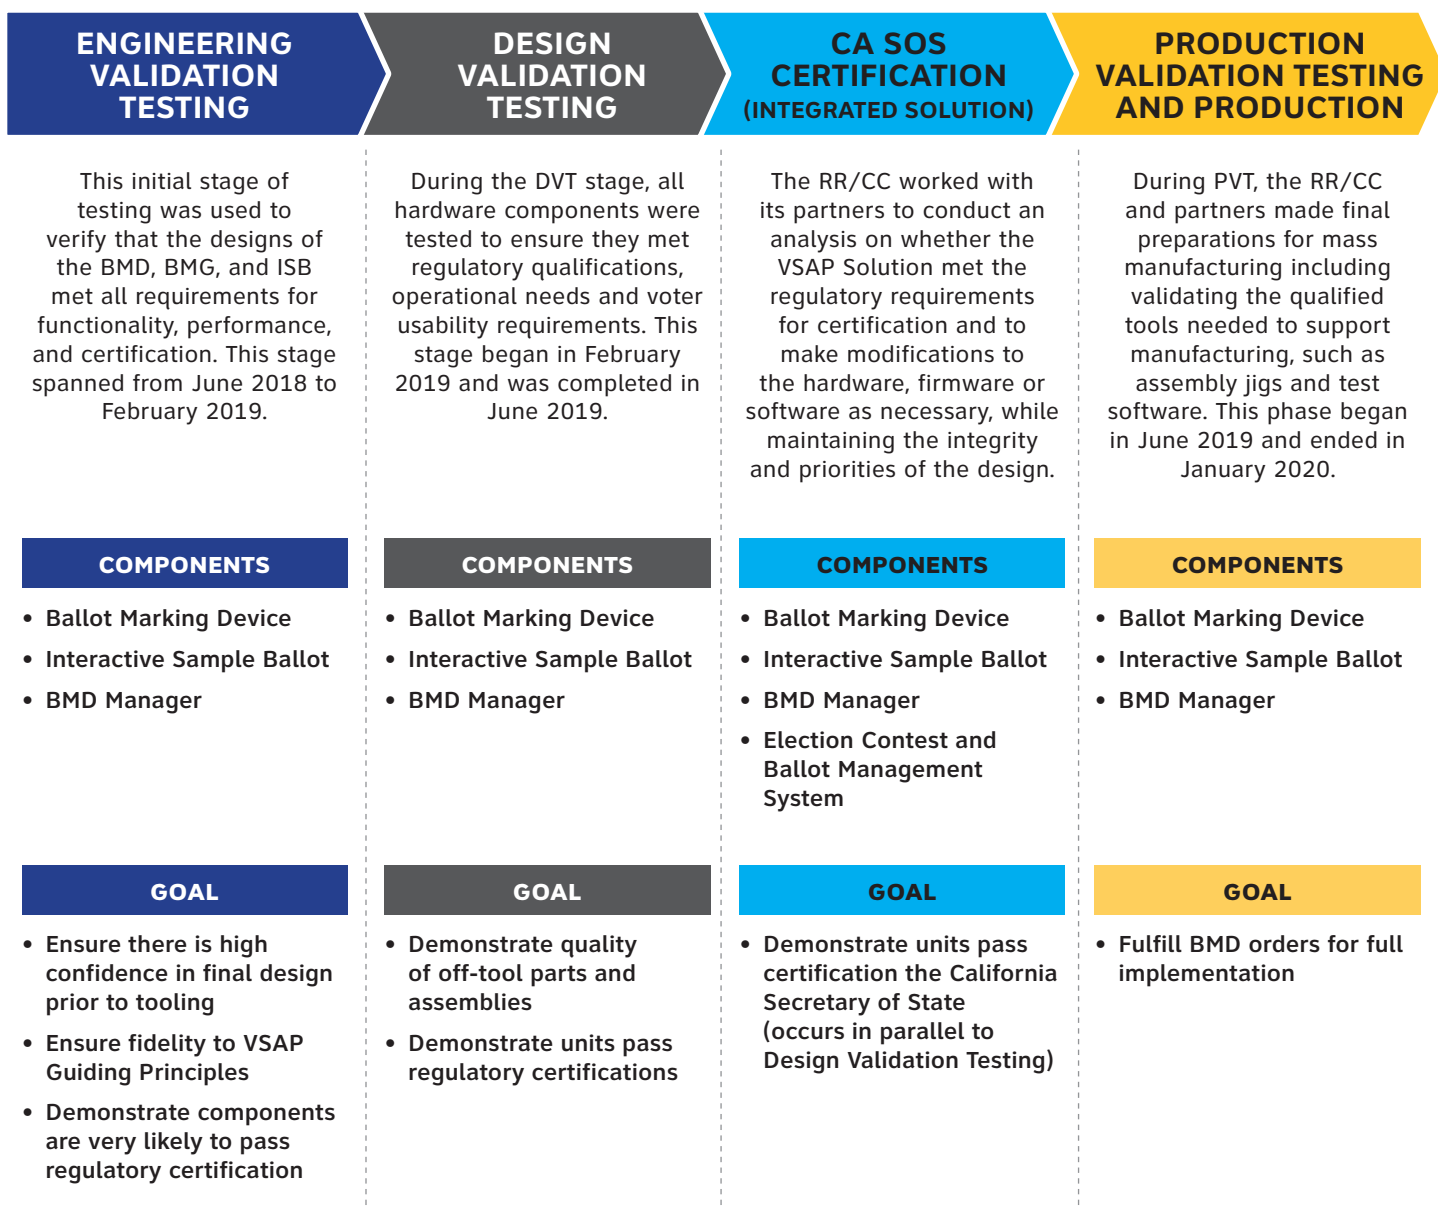 ENGINEERING
VALIDATION
TESTING
This initial stage of
testing was used to
verify that the designs of
the BMD, BMG, and ISB
met all requirements for
functionality, performance,
and certification. This stage
spanned from June 2018 to
February 2019.
COMPONENTS
• Ballot Marking Device
• Interactive Sample Ballot
• BMD Manager
GOAL
• Ensure there is high
confidence in final design
prior to tooling
• Ensure fidelity to VSAP
Guiding Principles
• Demonstrate components
are very likely to pass
regulatory certification
DESIGN
VALIDATION
TESTING
During the DVT stage, all
hardware components were
tested to ensure they met
regulatory qualifications,
operational needs and voter
usability requirements. This
stage began in February
2019 and was completed in
June 2019.
COMPONENTS
• Ballot Marking Device
• Interactive Sample Ballot
• BMD Manager
GOAL
• Demonstrate quality
of off-tool parts and
assemblies
• Demonstrate units pass
regulatory certifications
CA SOS
CERTIFICATION
(INTEGRATED SOLUTION)
The RR/CC worked with
its partners to conduct an
analysis on whether the
VSAP Solution met the
regulatory requirements
for certification and to
make modifications to
the hardware, firmware or
software as necessary, while
maintaining the integrity
and priorities of the design.
COMPONENTS
• Ballot Marking Device
• Interactive Sample Ballot
• BMD Manager
• Election Contest and
Ballot Management
System
GOAL
• Demonstrate units pass
certification the California
Secretary of State
(occurs in parallel to
Design Validation Testing)
PRODUCTION
VALIDATION TESTING
AND PRODUCTION
During PVT, the RR/CC
and partners made final
preparations for mass
manufacturing including
validating the qualified
tools needed to support
manufacturing, such as
assembly jigs and test
software. This phase began
in June 2019 and ended in
January 2020.
COMPONENTS
• Ballot Marking Device
• Interactive Sample Ballot
• BMD Manager
GOAL
• Fulfill BMD orders for full
implementation